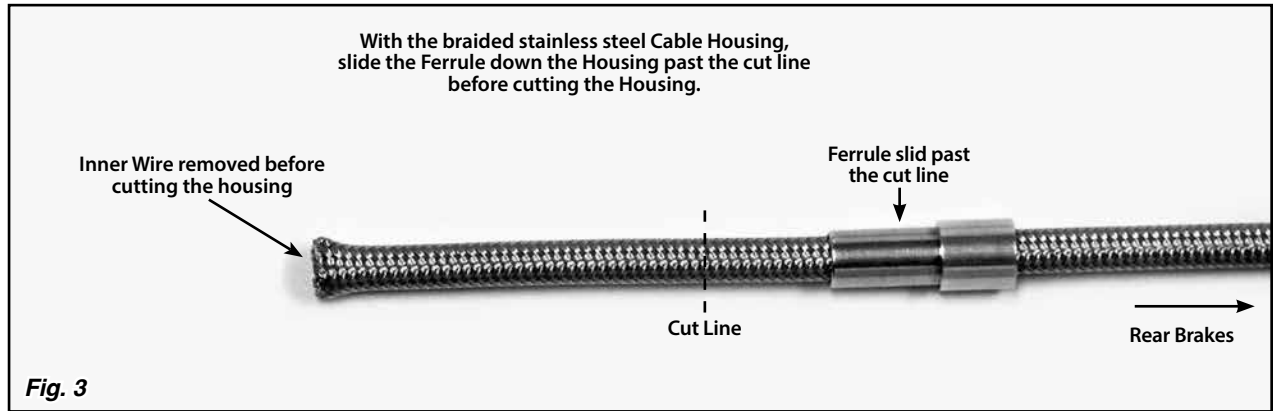 With the braided stainless steel Cable Housing,
slide the Ferrule down the Housing past the cut line
before cutting the Housing.
Inner Wire removed before
cutting the housing
Ferrule slid past
the cut line
Cut Line
Rear Brakes
Fig. 3